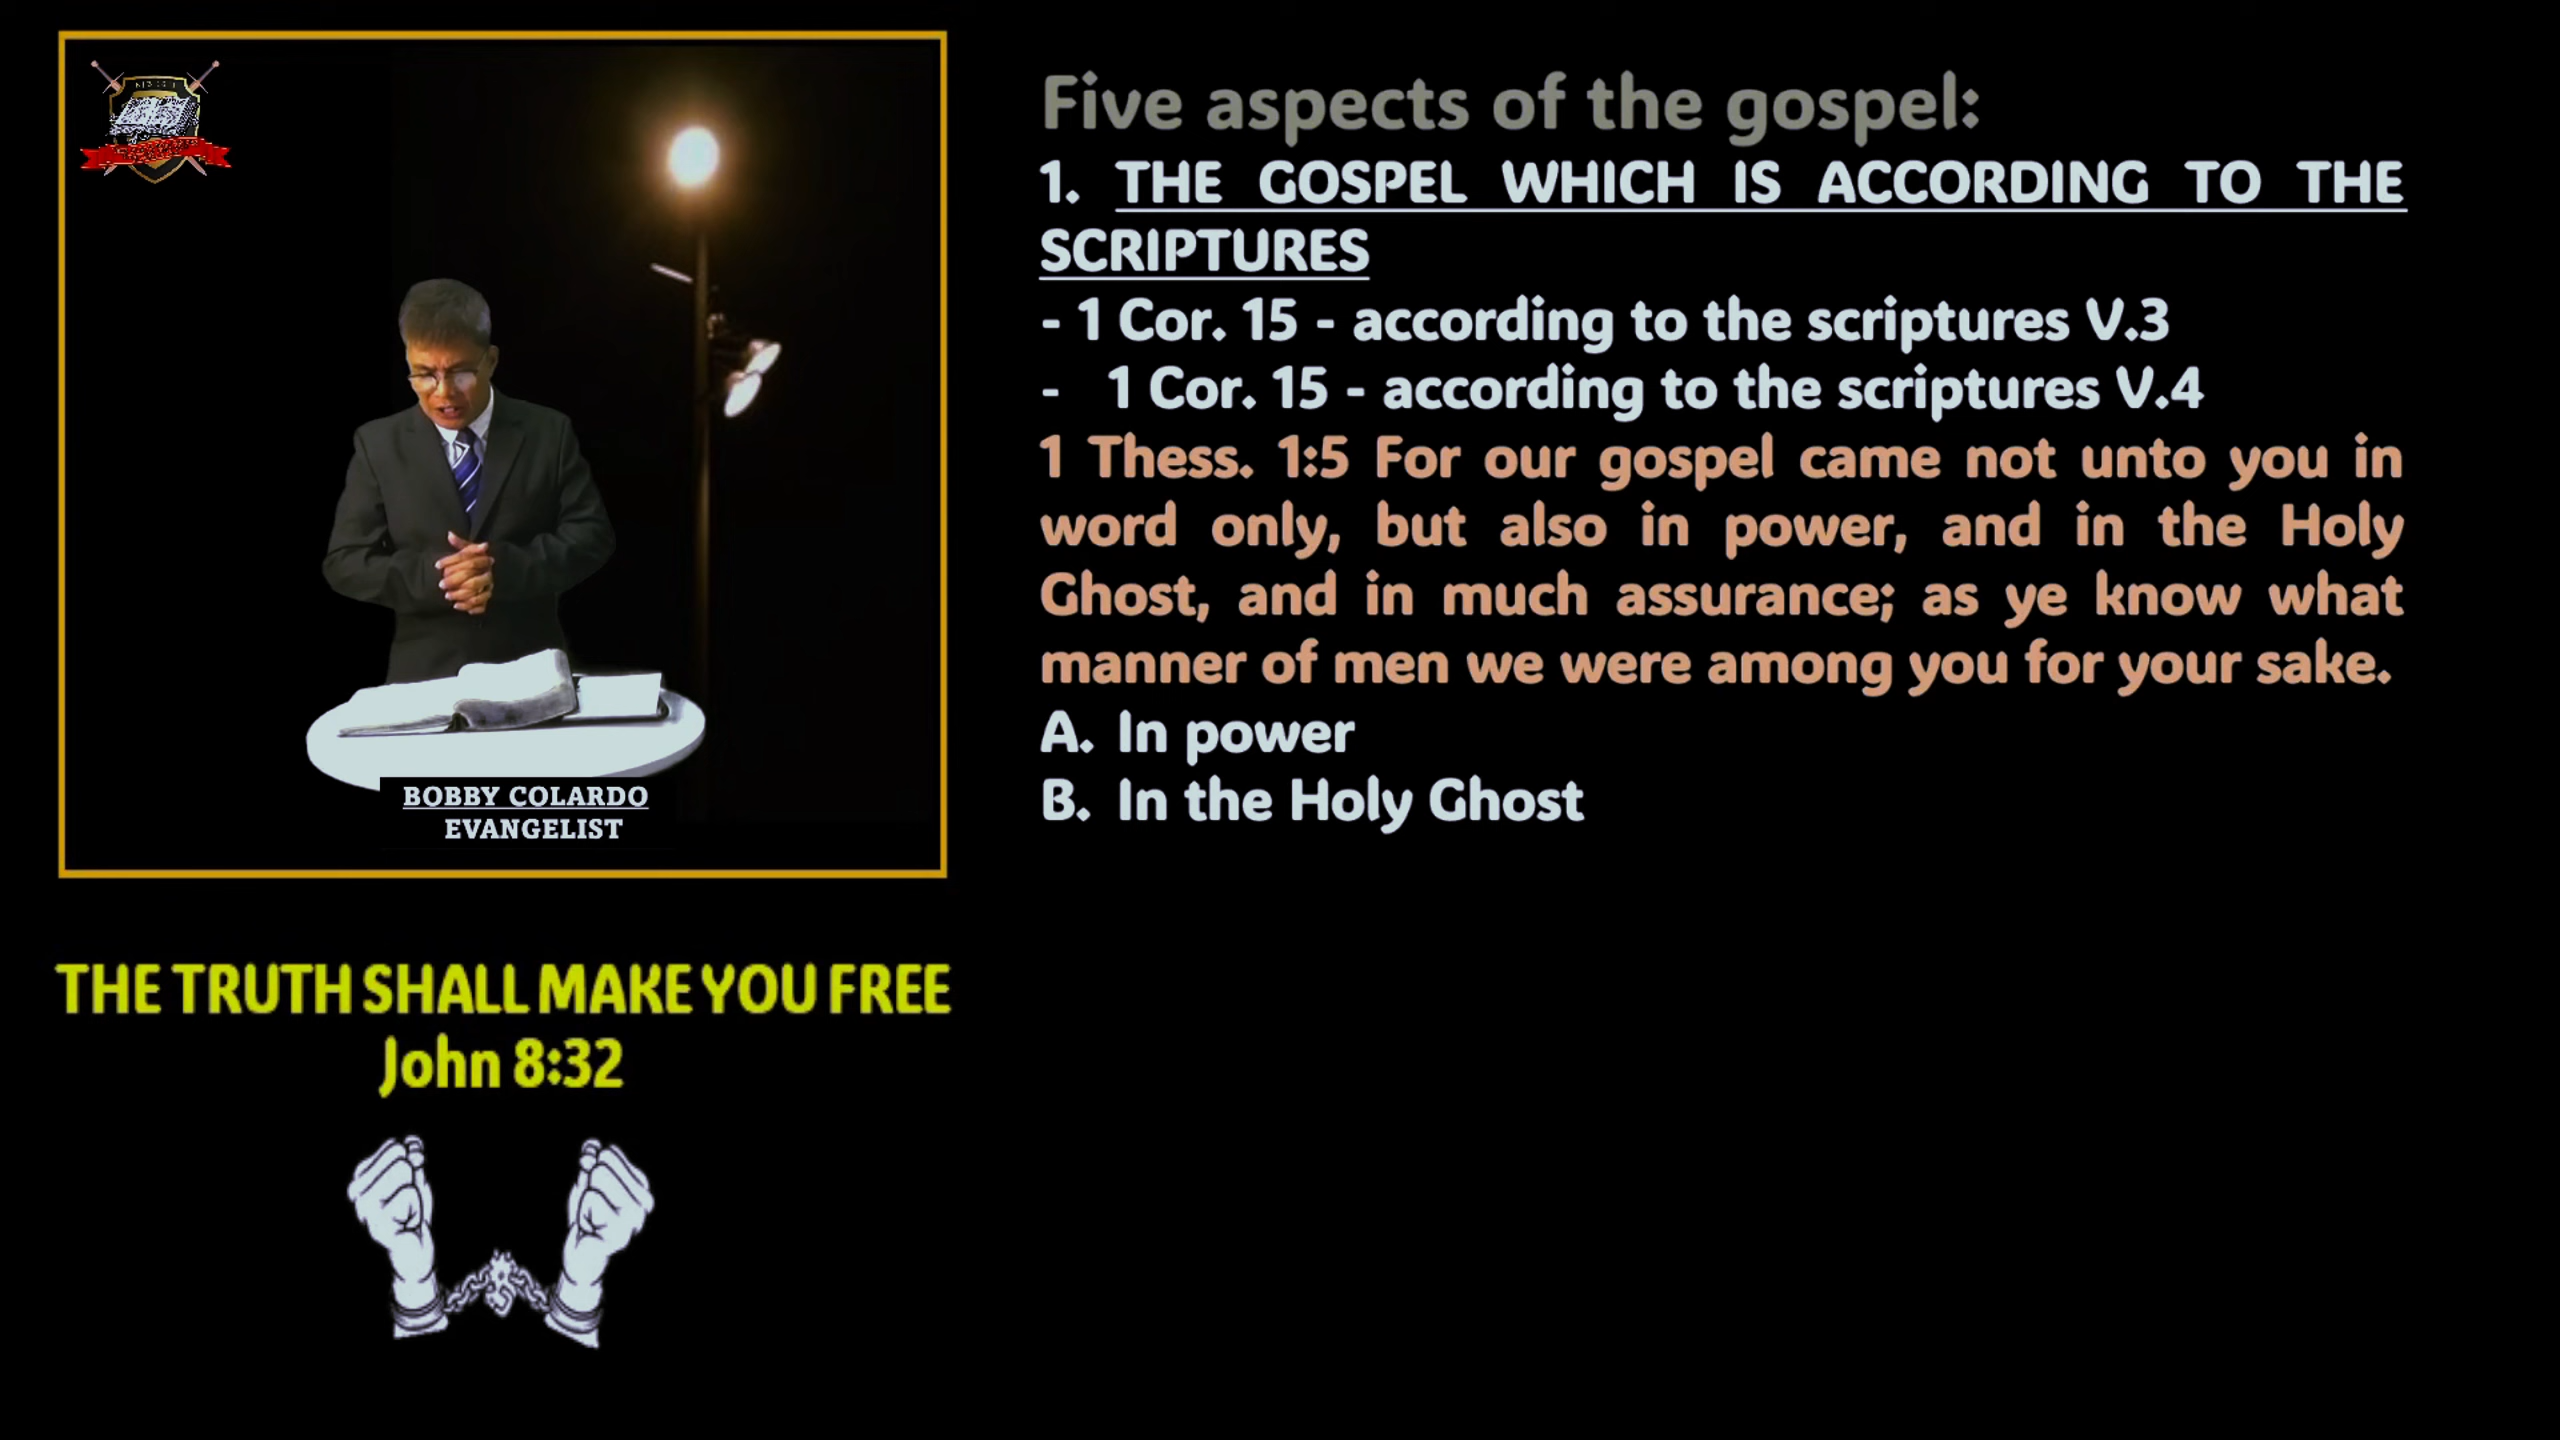 BOBBY COLARDO
EVANGELIST
THE TRUTH SHALL MAKE YOU FREE
John 8:32
Five aspects of the gospel:
1. THE GOSPEL WHICH IS ACCORDING TO THE
SCRIPTURES
- 1 Cor. 15 - according to the scriptures V.3
- 1 Cor. 15 - according to the scriptures V.4
1 Thess. 1:5 For our gospel came not unto you in
word only, but also in power, and in the Holy
Ghost, and in much assurance; as ye know what
manner of men we were among you for your sake.
A. In power
B. In the Holy Ghost